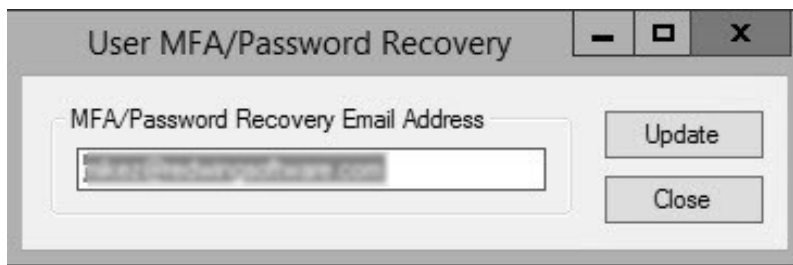 User MFA/Password Recovery
MFA/Password Recovery Email Address
Update
Close